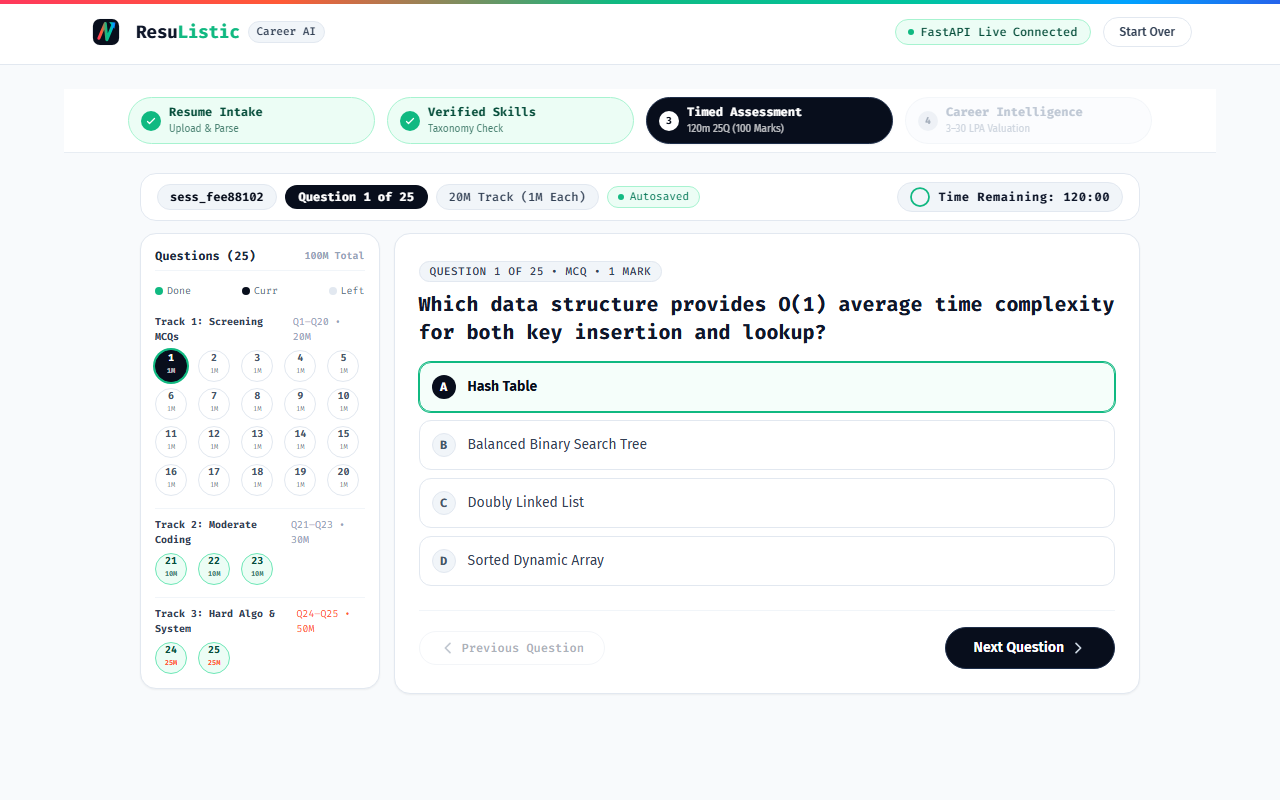 ResuListic
Career AI
FastAPI Live Connected
Start Over
Resume Intake
Upload & Parse
Verified Skills
Taxonomy Check
3
Timed Assessment
120m 25Q (100 Marks)
4
Career Intelligence
3–30 LPA Valuation
sess_fee88102
Question 1 of 25
20M Track (1M Each)
Autosaved
Time Remaining: 120:00
Questions (25)
100M Total
Done
Curr
Left
Track 1: Screening MCQs
Q1–Q20 • 20M
1 1M
2 1M
3 1M
4 1M
5 1M
6 1M
7 1M
8 1M
9 1M
10 1M
11 1M
12 1M
13 1M
14 1M
15 1M
16 1M
17 1M
18 1M
19 1M
20 1M
Track 2: Moderate Coding
Q21–Q23 • 30M
21 10M
22 10M
23 10M
Track 3: Hard Algo & System
Q24–Q25 • 50M
24 25M
25 25M
QUESTION 1 OF 25 • MCQ • 1 MARK
Which data structure provides O(1) average time complexity
for both key insertion and lookup?
A Hash Table
B Balanced Binary Search Tree
C Doubly Linked List
D Sorted Dynamic Array
Previous Question
Next Question